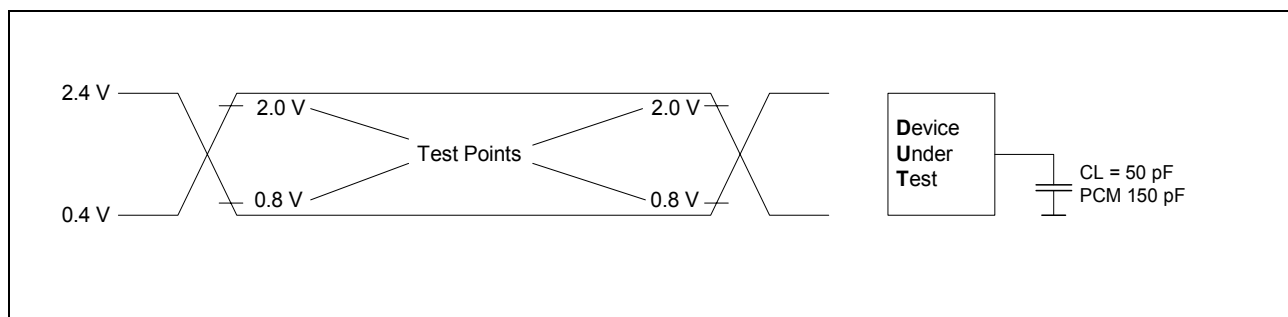 2.4 V
2.0 V
2.0 V
Test Points
0.8 V
0.8 V
0.4 V
Device
Under
Test
CL = 50 pF
PCM 150 pF